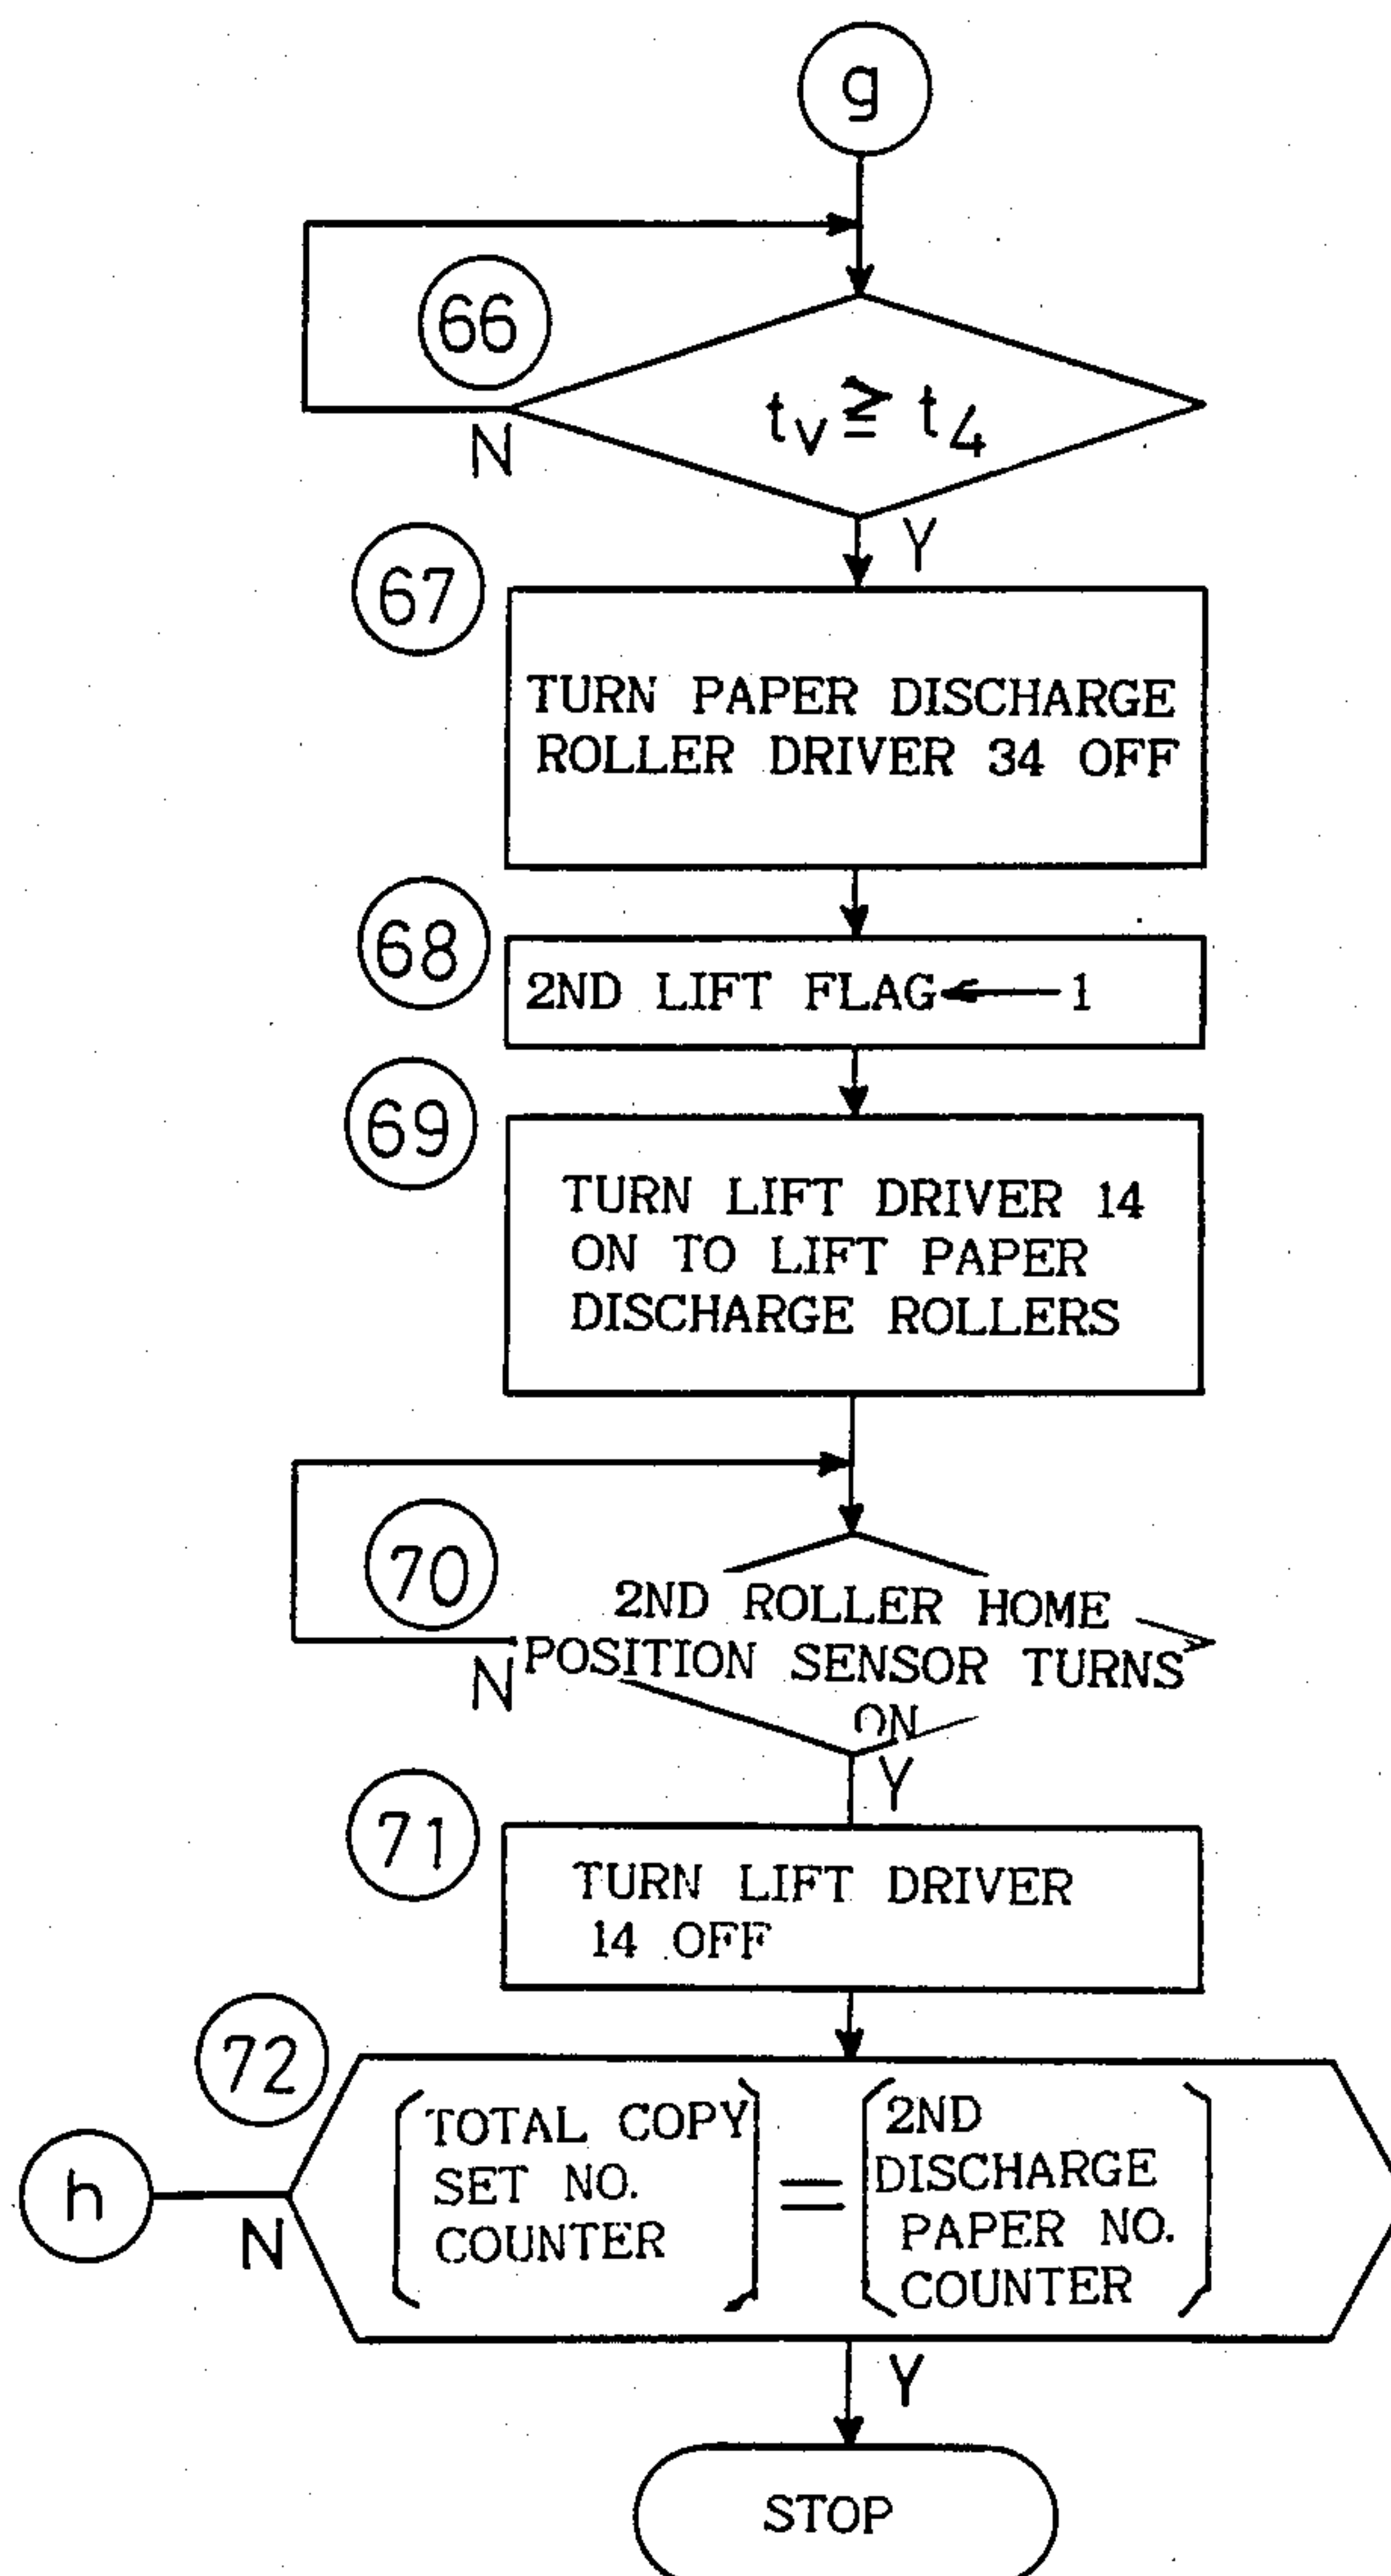 g
66
tv ≧ t4
N
Y
67
TURN PAPER DISCHARGE
ROLLER DRIVER 34 OFF
68
2ND LIFT FLAG ← 1
69
TURN LIFT DRIVER 14
ON TO LIFT PAPER
DISCHARGE ROLLERS
70
2ND ROLLER HOME
POSITION SENSOR TURNS
ON
N
Y
71
TURN LIFT DRIVER
14 OFF
72
h
N
TOTAL COPY
SET NO.
COUNTER
=
2ND
DISCHARGE
PAPER NO.
COUNTER
Y
STOP